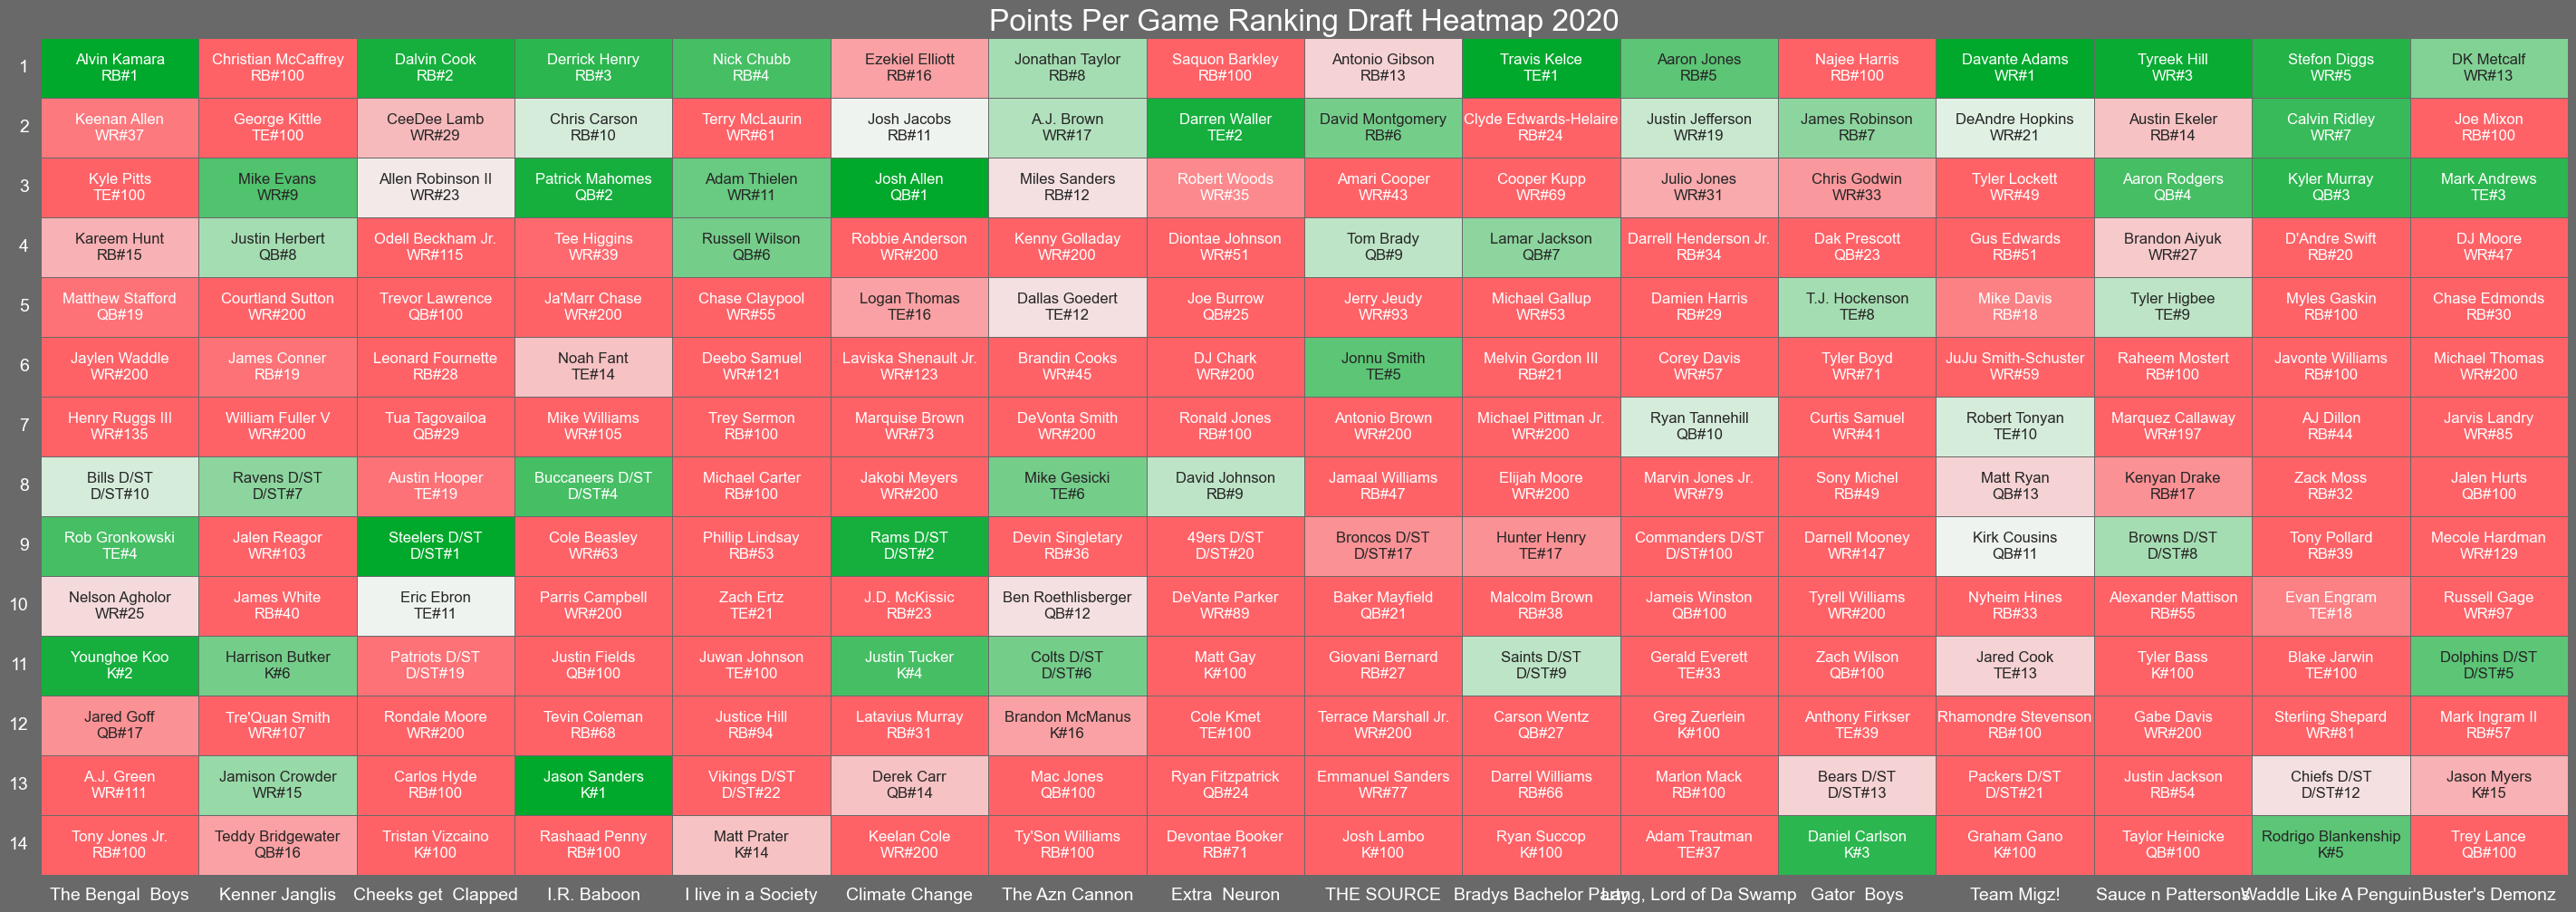 Points Per Game Ranking Draft Heatmap 2020
1
Alvin Kamara
RB#1
Christian McCaffrey
RB#100
Dalvin Cook
RB#2
Derrick Henry
RB#3
Nick Chubb
RB#4
Ezekiel Elliott
RB#16
Jonathan Taylor
RB#8
Saquon Barkley
RB#100
Antonio Gibson
RB#13
Travis Kelce
TE#1
Aaron Jones
RB#5
Najee Harris
RB#100
Davante Adams
WR#1
Tyreek Hill
WR#3
Stefon Diggs
WR#5
DK Metcalf
WR#13
2
Keenan Allen
WR#37
George Kittle
TE#100
CeeDee Lamb
WR#29
Chris Carson
RB#10
Terry McLaurin
WR#61
Josh Jacobs
RB#11
A.J. Brown
WR#17
Darren Waller
TE#2
David Montgomery
RB#6
Clyde Edwards-Helaire
RB#24
Justin Jefferson
WR#19
James Robinson
RB#7
DeAndre Hopkins
WR#21
Austin Ekeler
RB#14
Calvin Ridley
WR#7
Joe Mixon
RB#100
3
Kyle Pitts
TE#100
Mike Evans
WR#9
Allen Robinson II
WR#23
Patrick Mahomes
QB#2
Adam Thielen
WR#11
Josh Allen
QB#1
Miles Sanders
RB#12
Robert Woods
WR#35
Amari Cooper
WR#43
Cooper Kupp
WR#69
Julio Jones
WR#31
Chris Godwin
WR#33
Tyler Lockett
WR#49
Aaron Rodgers
QB#4
Kyler Murray
QB#3
Mark Andrews
TE#3
4
Kareem Hunt
RB#15
Justin Herbert
QB#8
Odell Beckham Jr.
WR#115
Tee Higgins
WR#39
Russell Wilson
QB#6
Robbie Anderson
WR#200
Kenny Golladay
WR#200
Diontae Johnson
WR#51
Tom Brady
QB#9
Lamar Jackson
QB#7
Darrell Henderson Jr.
RB#34
Dak Prescott
QB#23
Gus Edwards
RB#51
Brandon Aiyuk
WR#27
D'Andre Swift
RB#20
DJ Moore
WR#47
5
Matthew Stafford
QB#19
Courtland Sutton
WR#200
Trevor Lawrence
QB#100
Ja'Marr Chase
WR#200
Chase Claypool
WR#55
Logan Thomas
TE#16
Dallas Goedert
TE#12
Joe Burrow
QB#25
Jerry Jeudy
WR#93
Michael Gallup
WR#53
Damien Harris
RB#29
T.J. Hockenson
TE#8
Mike Davis
RB#18
Tyler Higbee
TE#9
Myles Gaskin
RB#100
Chase Edmonds
RB#30
6
Jaylen Waddle
WR#200
James Conner
RB#19
Leonard Fournette
RB#28
Noah Fant
TE#14
Deebo Samuel
WR#121
Laviska Shenault Jr.
WR#123
Brandin Cooks
WR#45
DJ Chark
WR#200
Jonnu Smith
TE#5
Melvin Gordon III
RB#21
Corey Davis
WR#57
Tyler Boyd
WR#71
JuJu Smith-Schuster
WR#59
Raheem Mostert
RB#100
Javonte Williams
RB#100
Michael Thomas
WR#200
7
Henry Ruggs III
WR#135
William Fuller V
WR#200
Tua Tagovailoa
QB#29
Mike Williams
WR#105
Trey Sermon
RB#100
Marquise Brown
WR#73
DeVonta Smith
WR#200
Ronald Jones
RB#100
Antonio Brown
WR#200
Michael Pittman Jr.
WR#200
Ryan Tannehill
QB#10
Curtis Samuel
WR#41
Robert Tonyan
TE#10
Marquez Callaway
WR#197
AJ Dillon
RB#44
Jarvis Landry
WR#85
8
Bills D/ST
D/ST#10
Ravens D/ST
D/ST#7
Austin Hooper
TE#19
Buccaneers D/ST
D/ST#4
Michael Carter
RB#100
Jakobi Meyers
WR#200
Mike Gesicki
TE#6
David Johnson
RB#9
Jamaal Williams
RB#47
Elijah Moore
WR#200
Marvin Jones Jr.
WR#79
Sony Michel
RB#49
Matt Ryan
QB#13
Kenyan Drake
RB#17
Zack Moss
RB#32
Jalen Hurts
QB#100
9
Rob Gronkowski
TE#4
Jalen Reagor
WR#103
Steelers D/ST
D/ST#1
Cole Beasley
WR#63
Phillip Lindsay
RB#53
Rams D/ST
D/ST#2
Devin Singletary
RB#36
49ers D/ST
D/ST#20
Broncos D/ST
D/ST#17
Hunter Henry
TE#17
Commanders D/ST
D/ST#100
Darnell Mooney
WR#147
Kirk Cousins
QB#11
Browns D/ST
D/ST#8
Tony Pollard
RB#39
Mecole Hardman
WR#129
10
Nelson Agholor
WR#25
James White
RB#40
Eric Ebron
TE#11
Parris Campbell
WR#200
Zach Ertz
TE#21
J.D. McKissic
RB#23
Ben Roethlisberger
QB#12
DeVante Parker
WR#89
Baker Mayfield
QB#21
Malcolm Brown
RB#38
Jameis Winston
QB#100
Tyrell Williams
WR#200
Nyheim Hines
RB#33
Alexander Mattison
RB#55
Evan Engram
TE#18
Russell Gage
WR#97
11
Younghoe Koo
K#2
Harrison Butker
K#6
Patriots D/ST
D/ST#19
Justin Fields
QB#100
Juwan Johnson
TE#100
Justin Tucker
K#4
Colts D/ST
D/ST#6
Matt Gay
K#100
Giovani Bernard
RB#27
Saints D/ST
D/ST#9
Gerald Everett
TE#33
Zach Wilson
QB#100
Jared Cook
TE#13
Tyler Bass
K#100
Blake Jarwin
TE#100
Dolphins D/ST
D/ST#5
12
Jared Goff
QB#17
Tre'Quan Smith
WR#107
Rondale Moore
WR#200
Tevin Coleman
RB#68
Justice Hill
RB#94
Latavius Murray
RB#31
Brandon McManus
K#16
Cole Kmet
TE#100
Terrace Marshall Jr.
WR#200
Carson Wentz
QB#27
Greg Zuerlein
K#100
Anthony Firkser
TE#39
Rhamondre Stevenson
RB#100
Gabe Davis
WR#200
Sterling Shepard
WR#81
Mark Ingram II
RB#57
13
A.J. Green
WR#111
Jamison Crowder
WR#15
Carlos Hyde
RB#100
Jason Sanders
K#1
Vikings D/ST
D/ST#22
Derek Carr
QB#14
Mac Jones
QB#100
Ryan Fitzpatrick
QB#24
Emmanuel Sanders
WR#77
Darrel Williams
RB#66
Marlon Mack
RB#100
Bears D/ST
D/ST#13
Packers D/ST
D/ST#21
Justin Jackson
RB#54
Chiefs D/ST
D/ST#12
Jason Myers
K#15
14
Tony Jones Jr.
RB#100
Teddy Bridgewater
QB#16
Tristan Vizcaino
K#100
Rashaad Penny
RB#100
Matt Prater
K#14
Keelan Cole
WR#200
Ty'Son Williams
RB#100
Devontae Booker
RB#71
Josh Lambo
K#100
Ryan Succop
K#100
Adam Trautman
TE#37
Daniel Carlson
K#3
Graham Gano
K#100
Taylor Heinicke
QB#100
Rodrigo Blankenship
K#5
Trey Lance
QB#100
The Bengal  Boys
Kenner Janglis
Cheeks get  Clapped
I.R. Baboon
I live in a Society
Climate Change
The Azn Cannon
Extra  Neuron
THE SOURCE
Bradys Bachelor Party
Lord of Da Swamp
Gator  Boys
Team Migz!
Sauce n Pattersons
Waddle Like A Penguin
Buster's Demonz